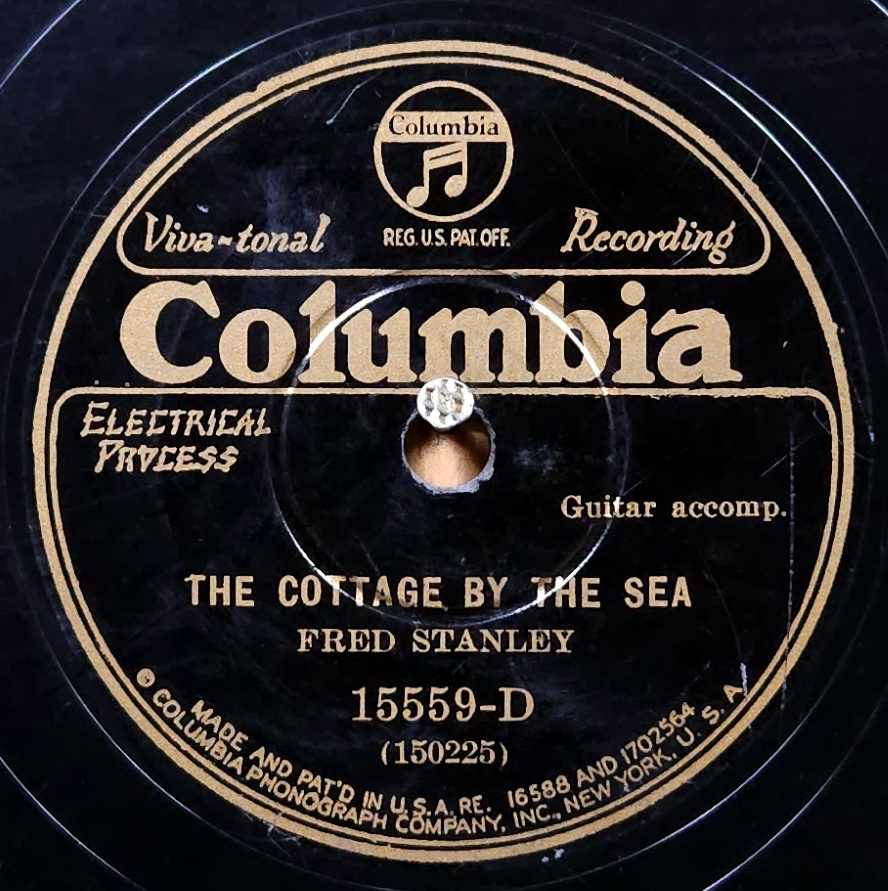 Columbia
REG. U.S. PAT. OFF.
Viva-tonal Recording
Columbia
ELECTRICAL
PROCESS
Guitar accomp.
THE COTTAGE BY THE SEA
FRED STANLEY
15559-D
(150225)
MADE AND PAT'D IN U.S.A. RE. 16588 AND 1702564
COLUMBIA PHONOGRAPH COMPANY, INC., NEW YORK, U. S. A.